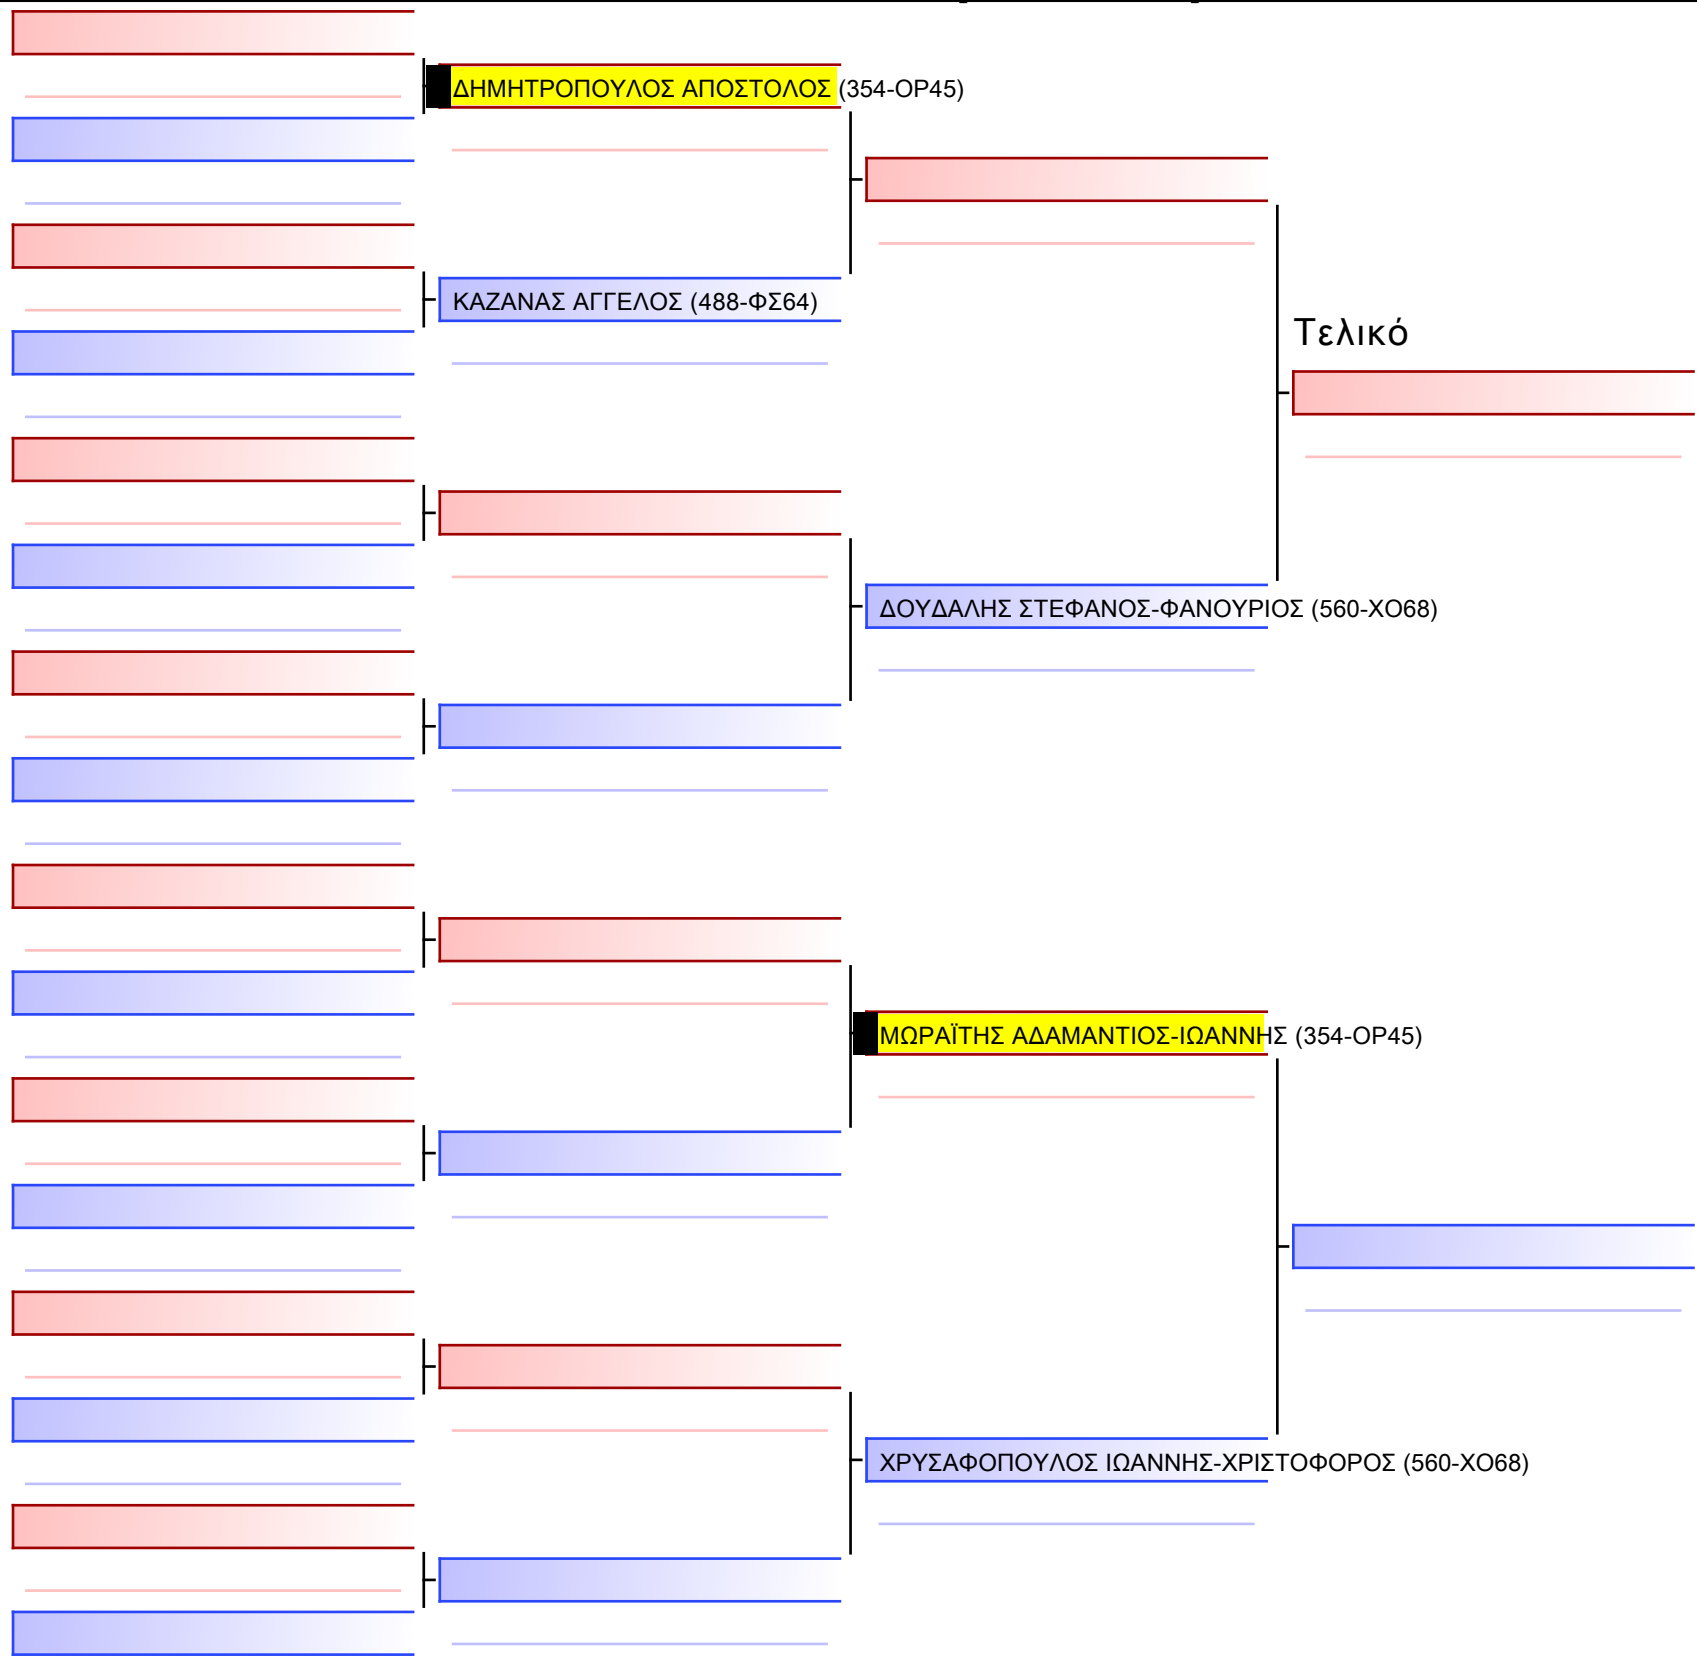 ΔΗΜΗΤΡΟΠΟΥΛΟΣ ΑΠΟΣΤΟΛΟΣ (354-ΟΡ45)
ΚΑΖΑΝΑΣ ΑΓΓΕΛΟΣ (488-ΦΣ64)
Τελικό
ΔΟΥΔΑΛΗΣ ΣΤΕΦΑΝΟΣ-ΦΑΝΟΥΡΙΟΣ (560-ΧΟ68)
ΜΩΡΑΪΤΗΣ ΑΔΑΜΑΝΤΙΟΣ-ΙΩΑΝΝΗΣ (354-ΟΡ45)
ΧΡΥΣΑΦΟΠΟΥΛΟΣ ΙΩΑΝΝΗΣ-ΧΡΙΣΤΟΦΟΡΟΣ (560-ΧΟ68)